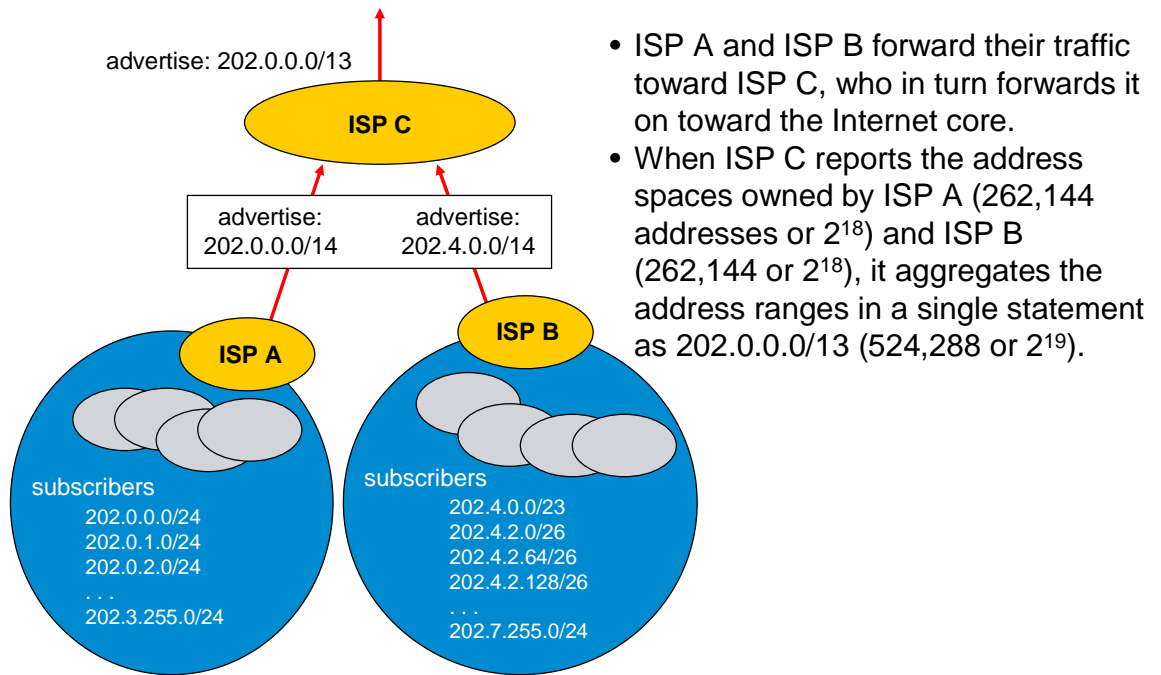 advertise: 202.0.0.0/13
ISP C
advertise:
202.0.0.0/14
advertise:
202.4.0.0/14
ISP A
ISP B
subscribers
202.0.0.0/24
202.0.1.0/24
202.0.2.0/24
. . .
202.3.255.0/24
subscribers
202.4.0.0/23
202.4.2.0/26
202.4.2.64/26
202.4.2.128/26
. . .
202.7.255.0/24
• ISP A and ISP B forward their traffic
toward ISP C, who in turn forwards it
on toward the Internet core.
• When ISP C reports the address
spaces owned by ISP A (262,144
addresses or 2¹⁸) and ISP B
(262,144 or 2¹⁸), it aggregates the
address ranges in a single statement
as 202.0.0.0/13 (524,288 or 2¹⁹).